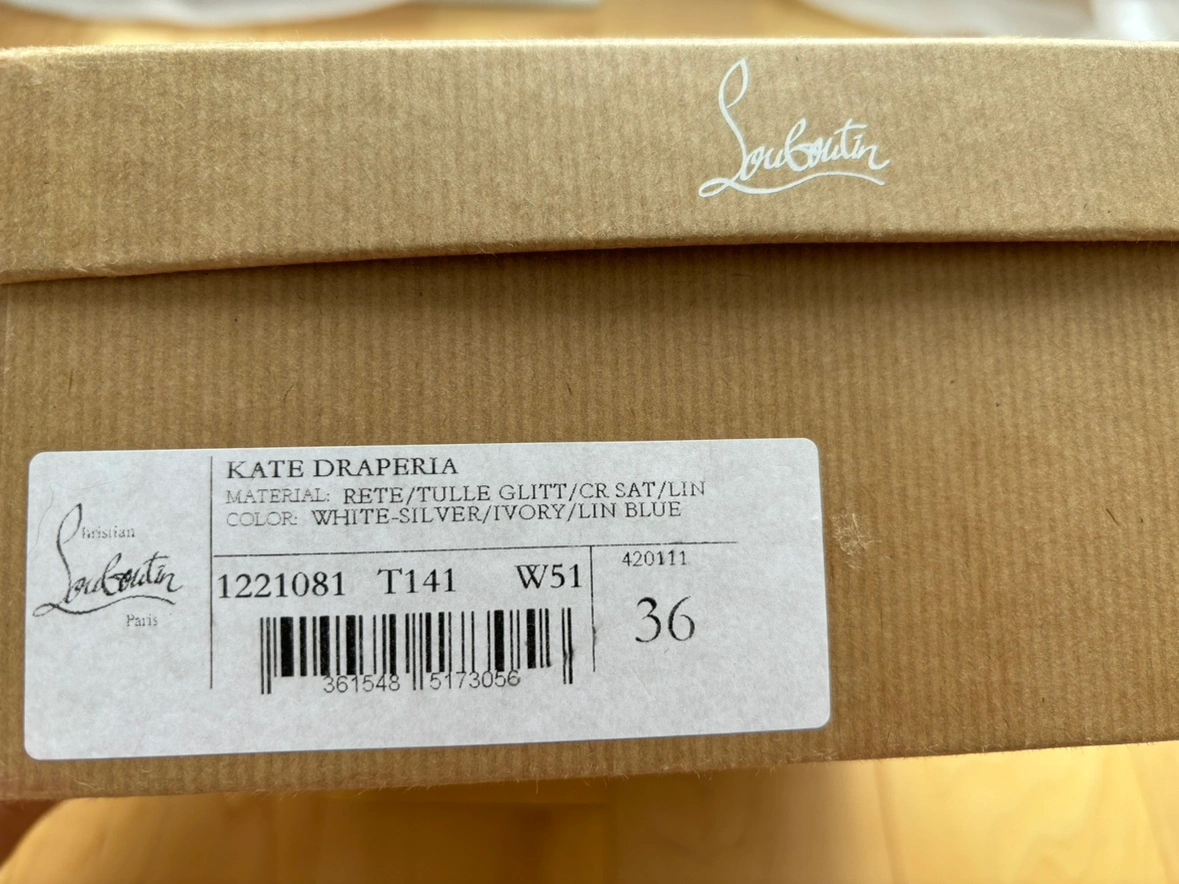 Louboutin
KATE DRAPERIA
MATERIAL: RETE/TULLE GLITT/CR SAT/LIN
COLOR: WHITE-SILVER/IVORY/LIN BLUE
Christian
Louboutin
Paris
1221081 T141 W51
420111
36
361548 5173056